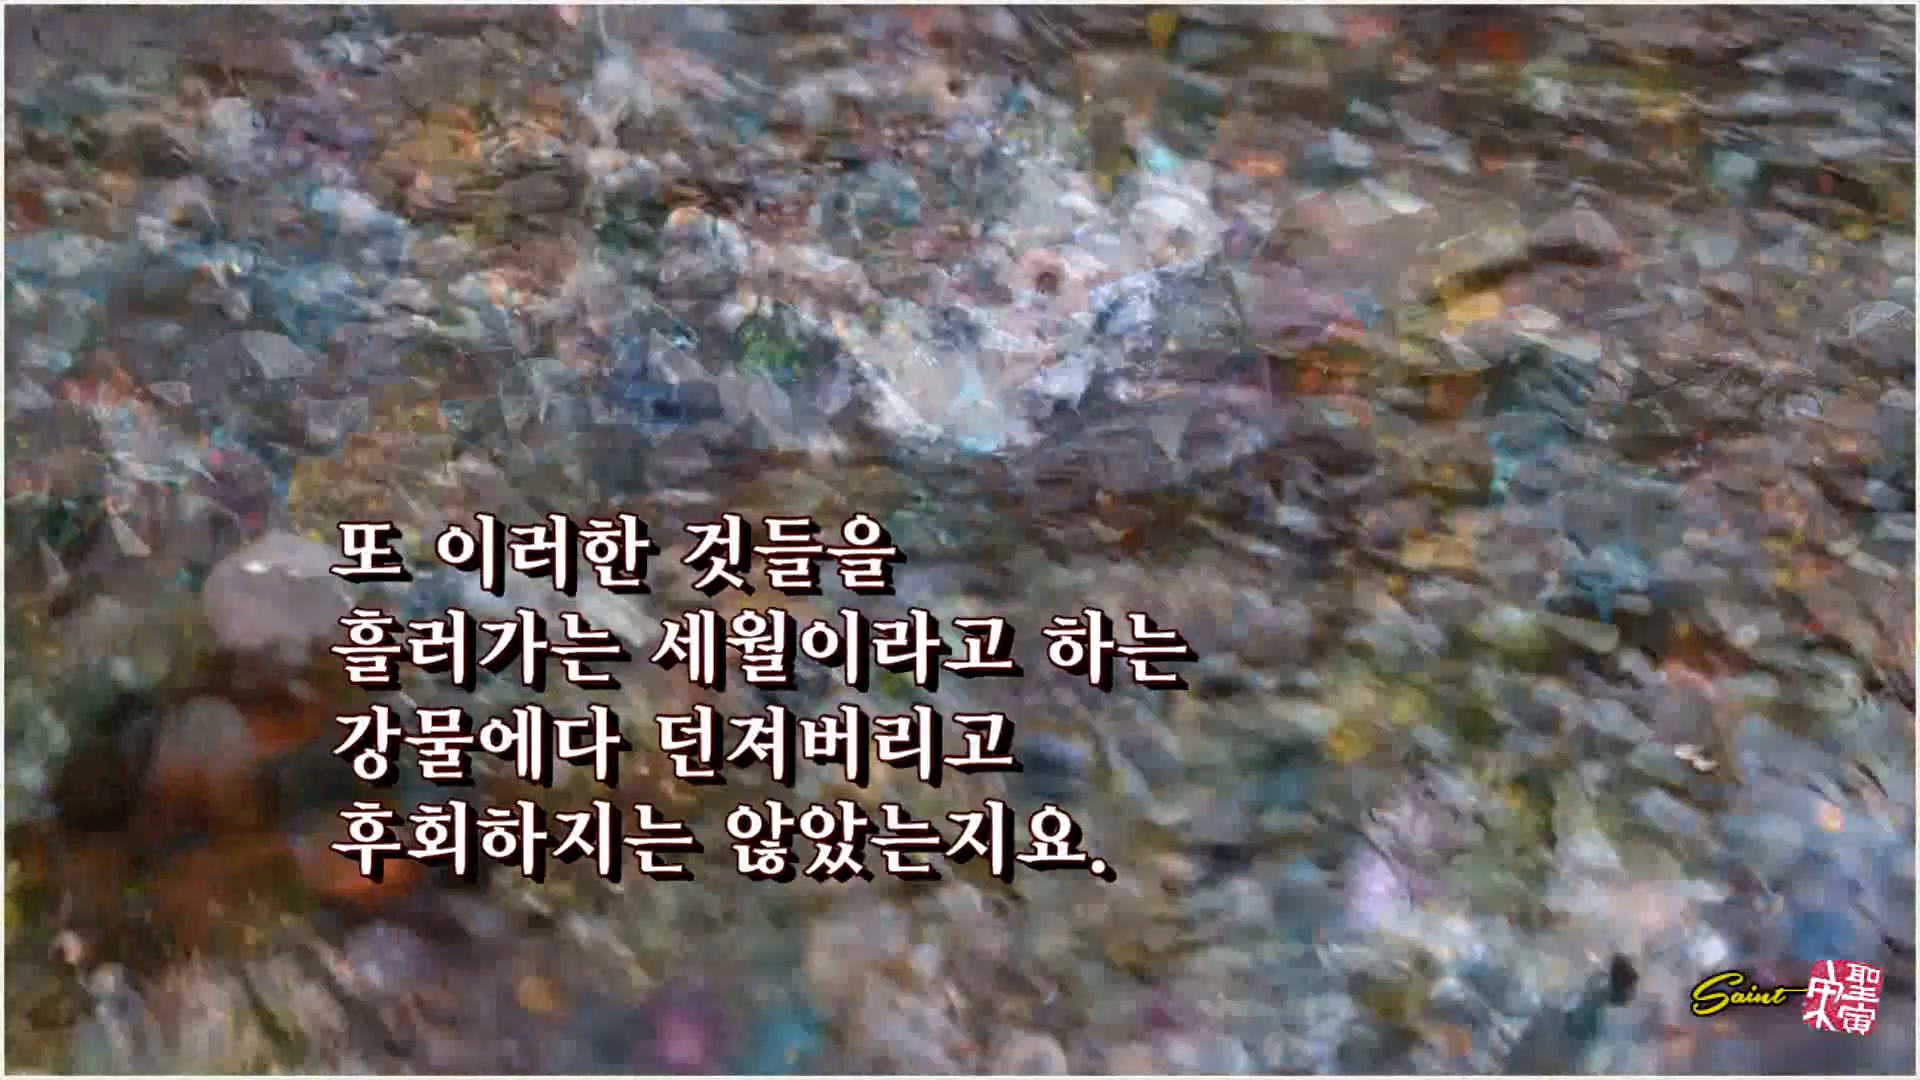 또 이러한 것들을
흘러가는 세월이라고 하는
강물에다 던져버리고
후회하지는 않았는지요.
Saint